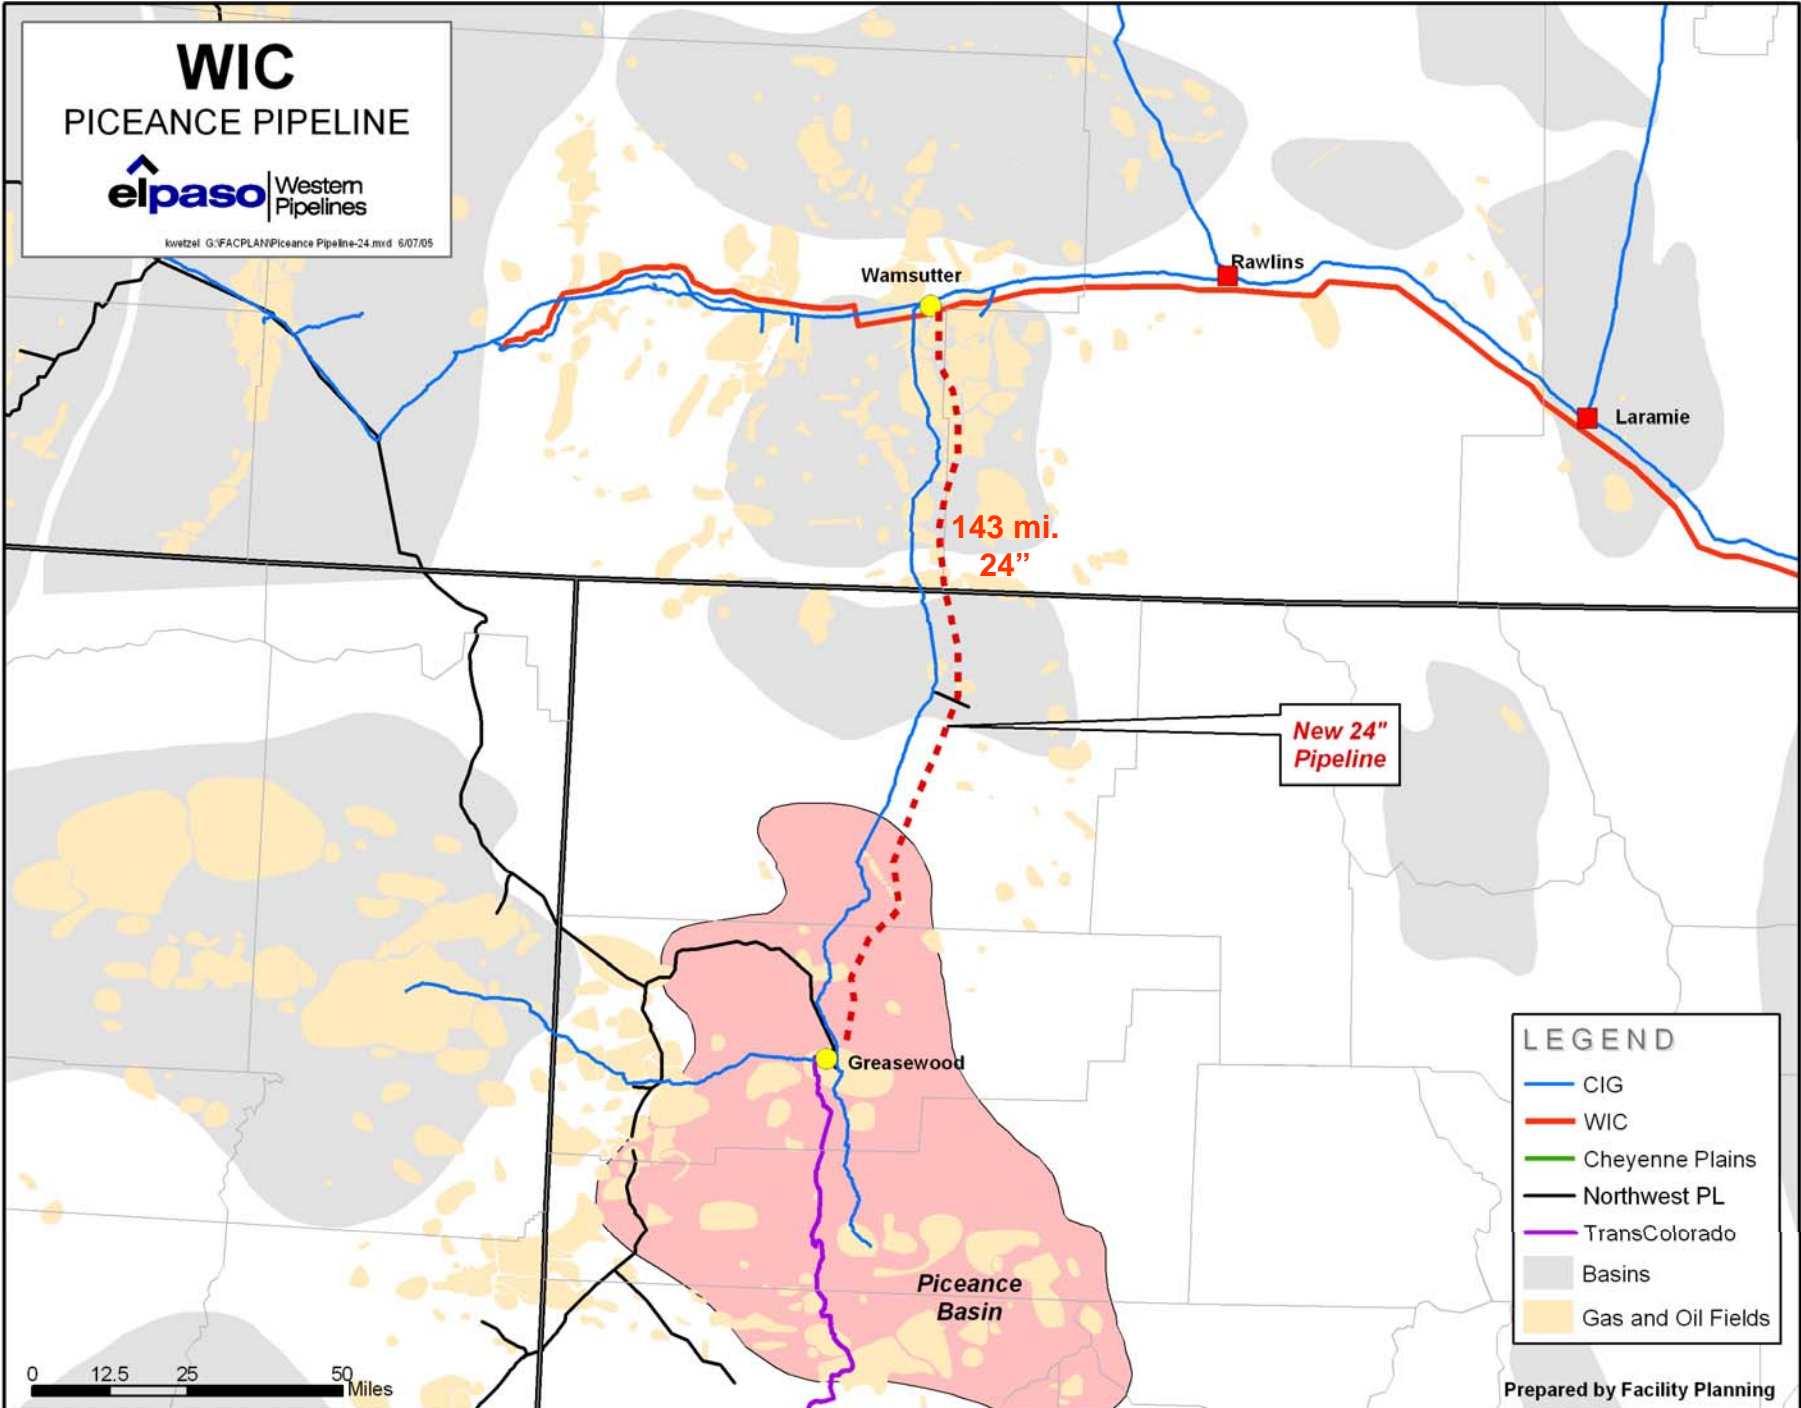 WIC
PICEANCE PIPELINE
elpaso Western
Pipelines
kwetzel G:\FACPLAN\Piceance Pipeline-24.mxd 6/07/05
Wamsutter
Rawlins
Laramie
143 mi.
24”
New 24"
Pipeline
Greasewood
Piceance
Basin
LEGEND
CIG
WIC
Cheyenne Plains
Northwest PL
TransColorado
Basins
Gas and Oil Fields
0 12.5 25 50
Miles
Prepared by Facility Planning